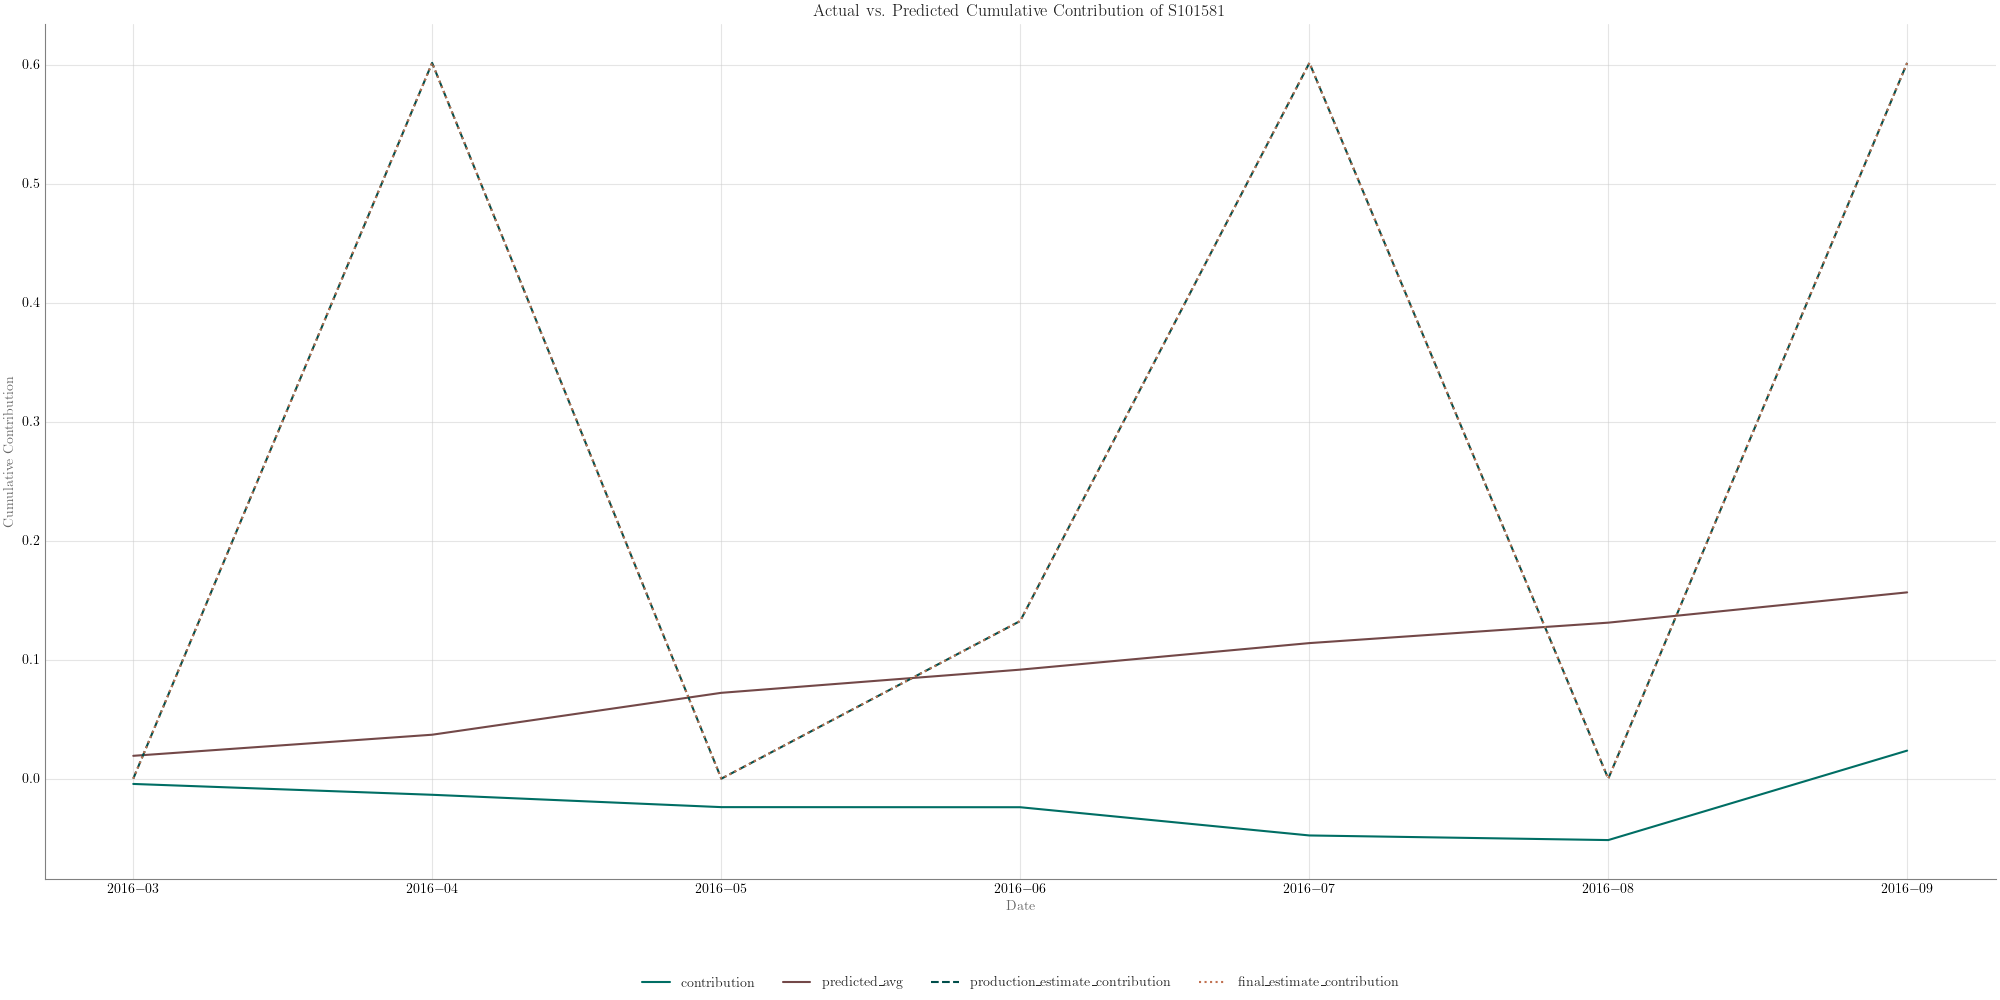 Actual vs. Predicted Cumulative Contribution of S101581
0.6
0.5
0.4
0.3
0.2
0.1
0.0
Cumulative Contribution
2016−03 2016−04 2016−05 2016−06 2016−07 2016−08 2016−09
Date
contribution predicted_avg production_estimate_contribution final_estimate_contribution